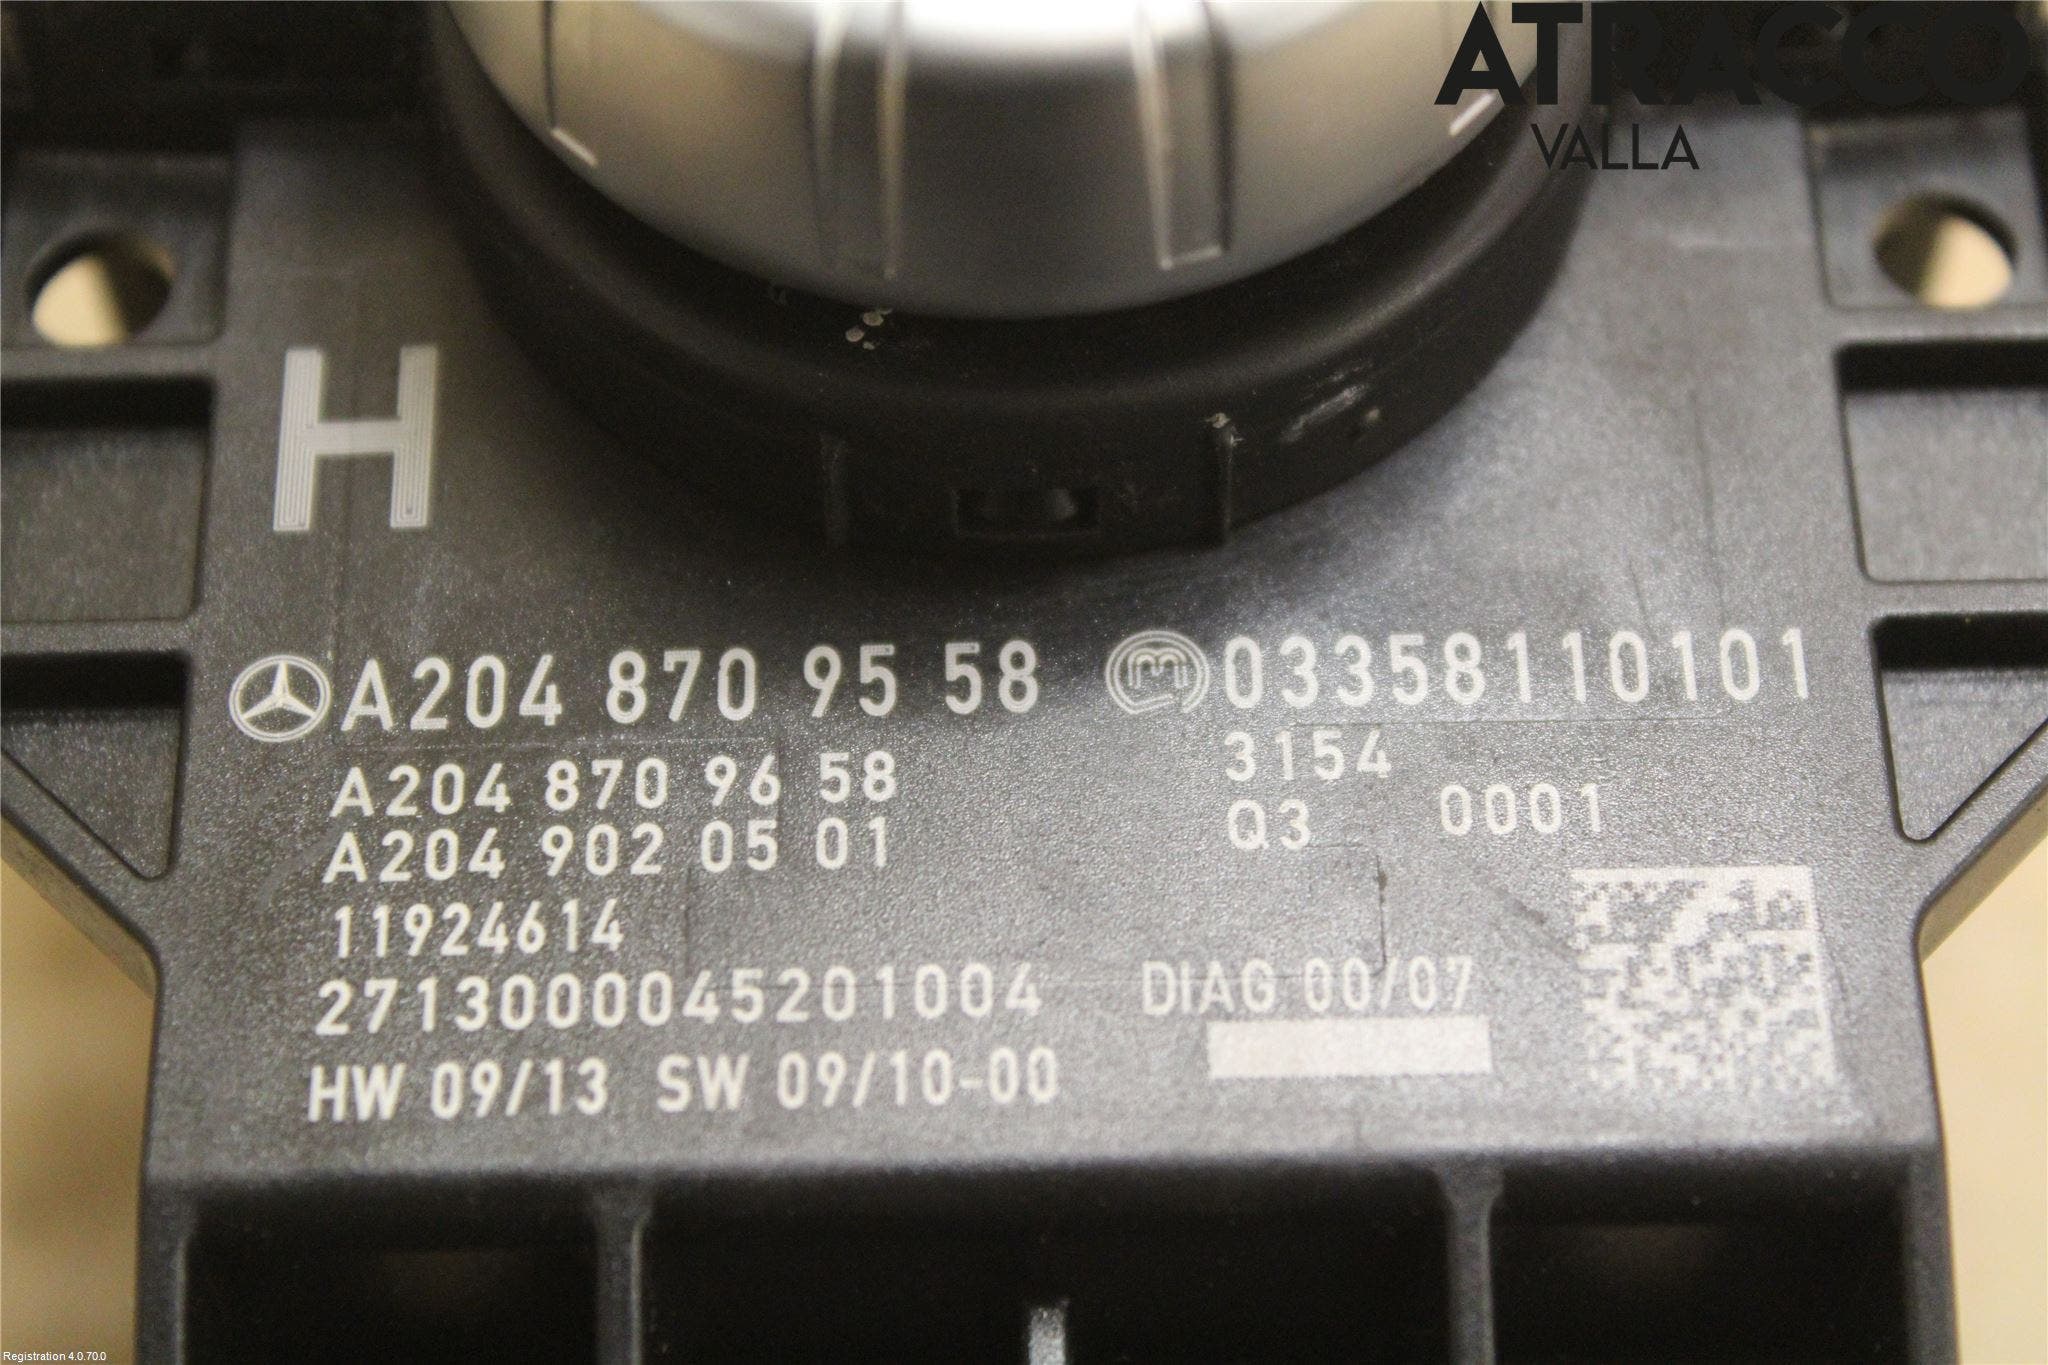 ATRACCO
VALLA
H
A204 870 95 58 M 03358110101
A204 870 96 58 3154
A204 902 05 01 Q3 0001
11924614
2713000045201004 DIAG 00/07
HW 09/13 SW 09/10-00
Registration 4.0.70.0